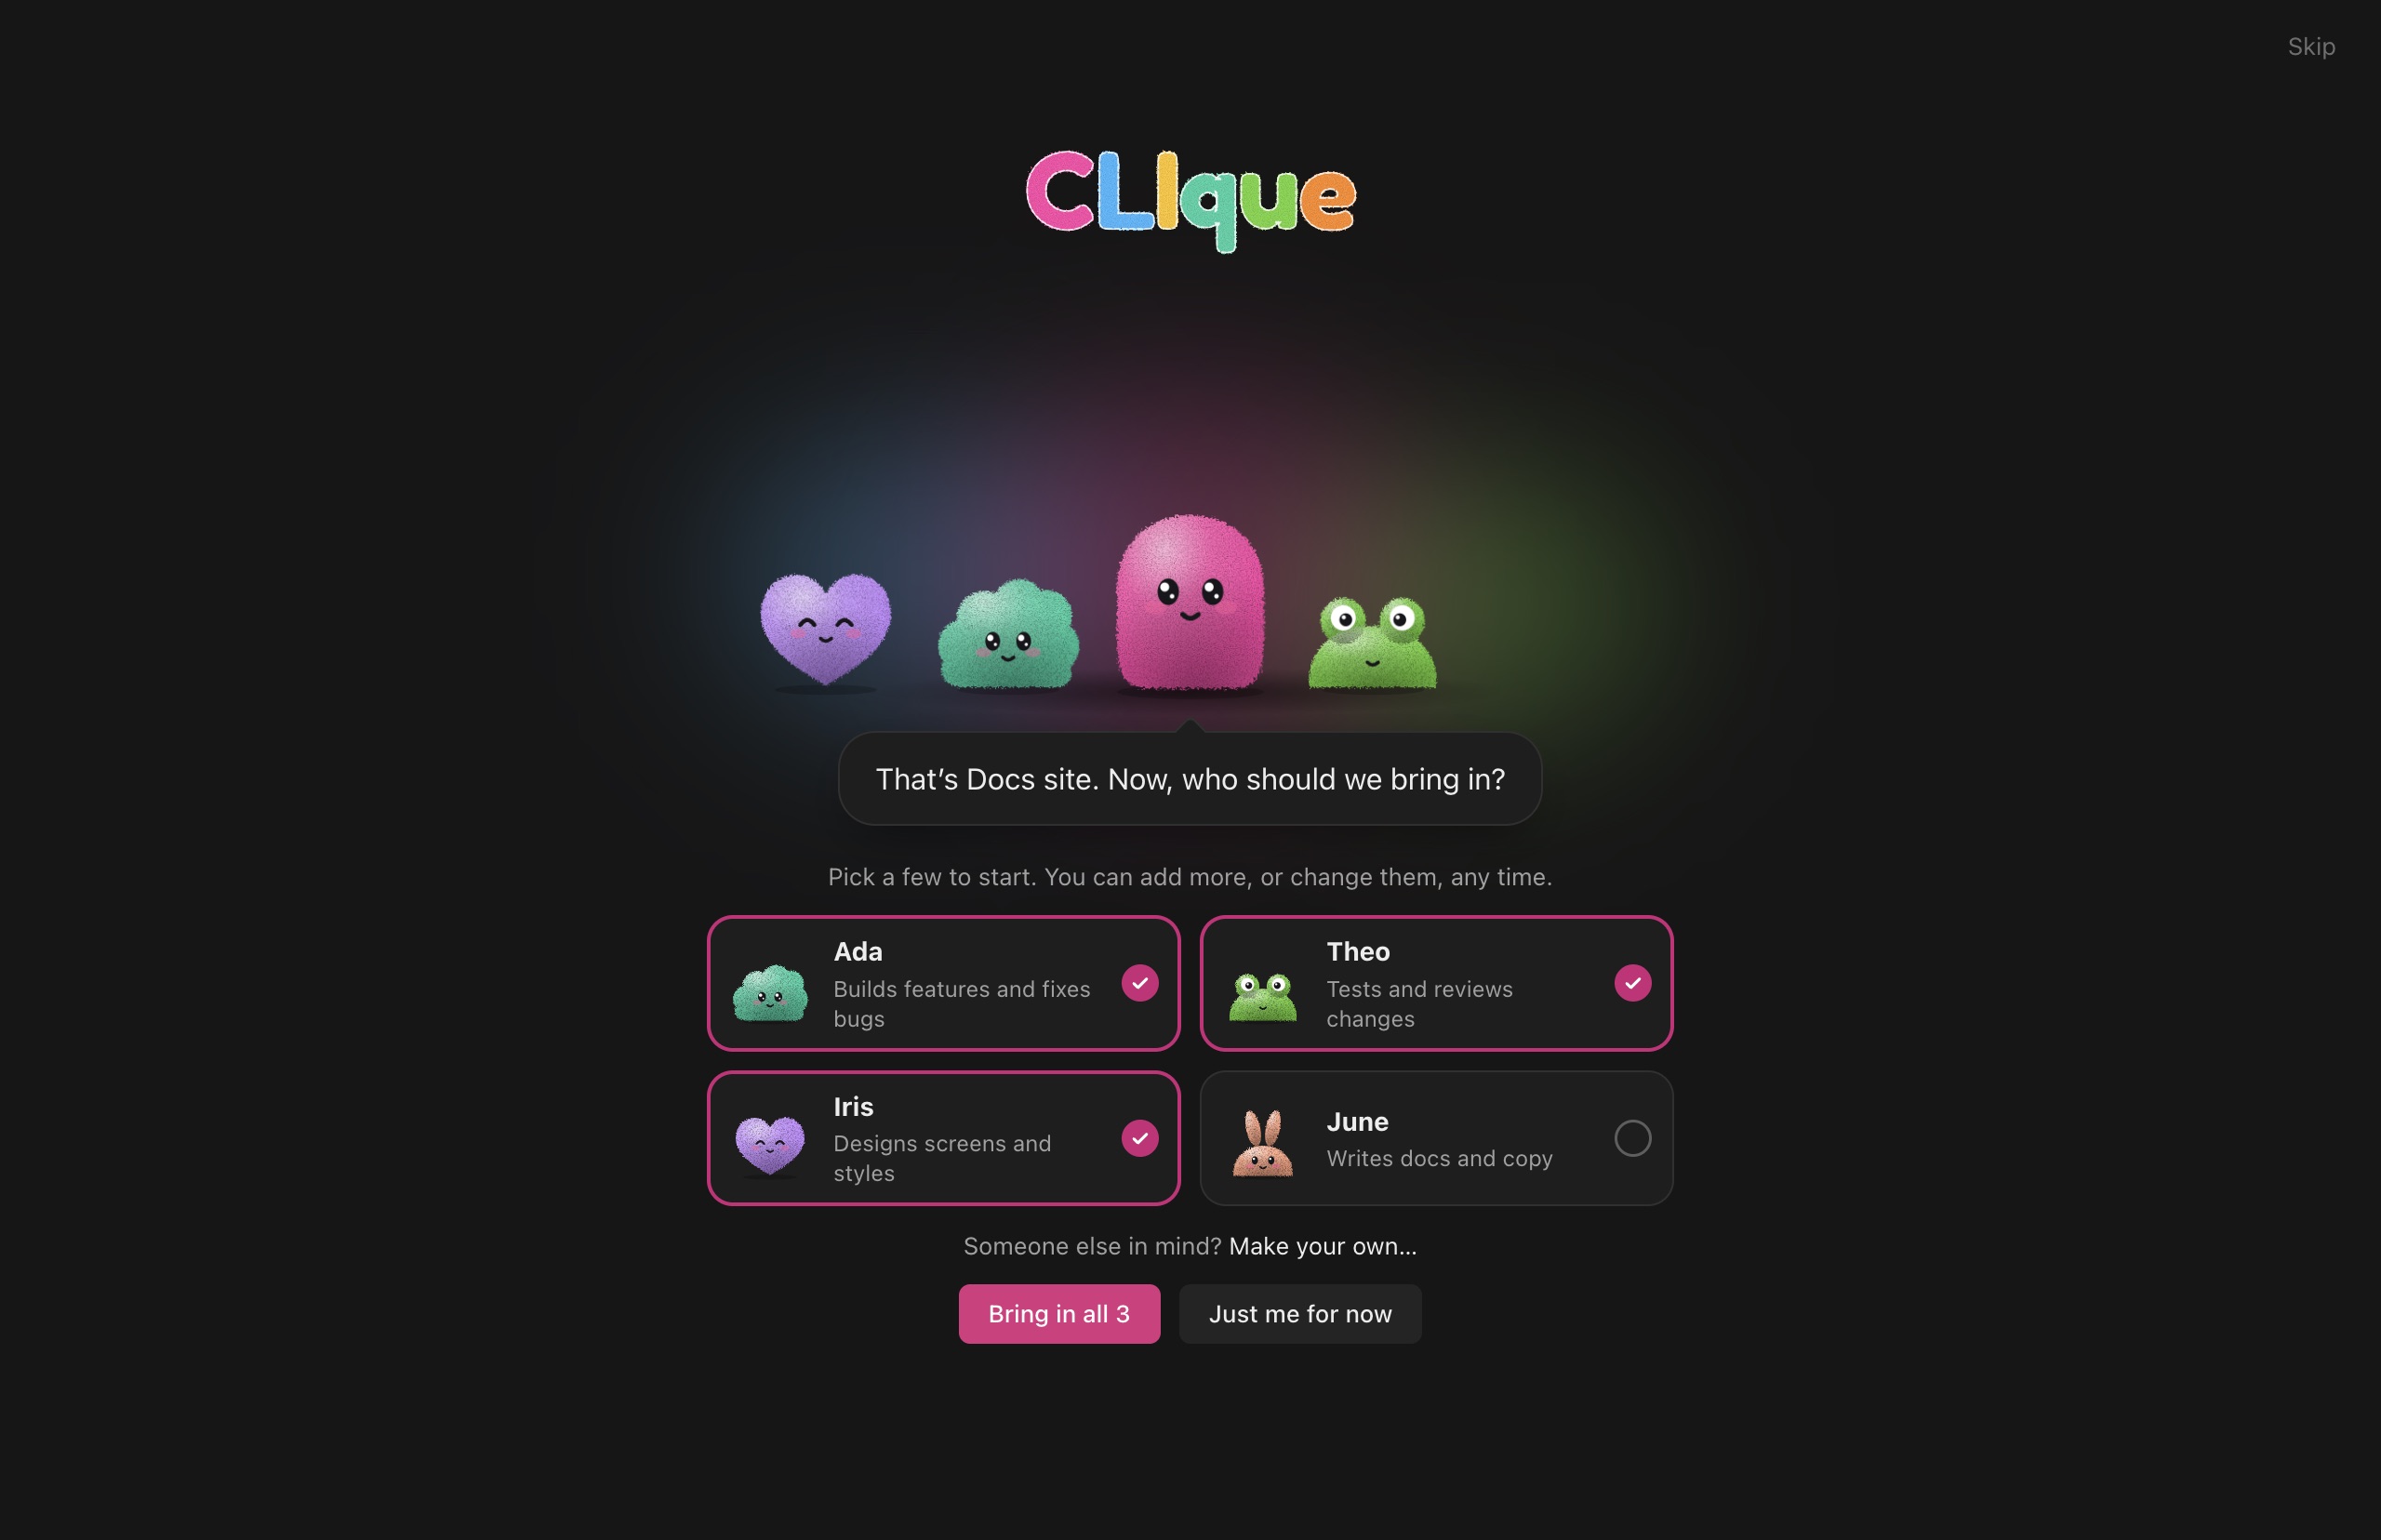 Skip
CLIque
That’s Docs site. Now, who should we bring in?
Pick a few to start. You can add more, or change them, any time.
Ada
Builds features and fixes
bugs
Theo
Tests and reviews
changes
Iris
Designs screens and
styles
June
Writes docs and copy
Someone else in mind? Make your own...
Bring in all 3
Just me for now